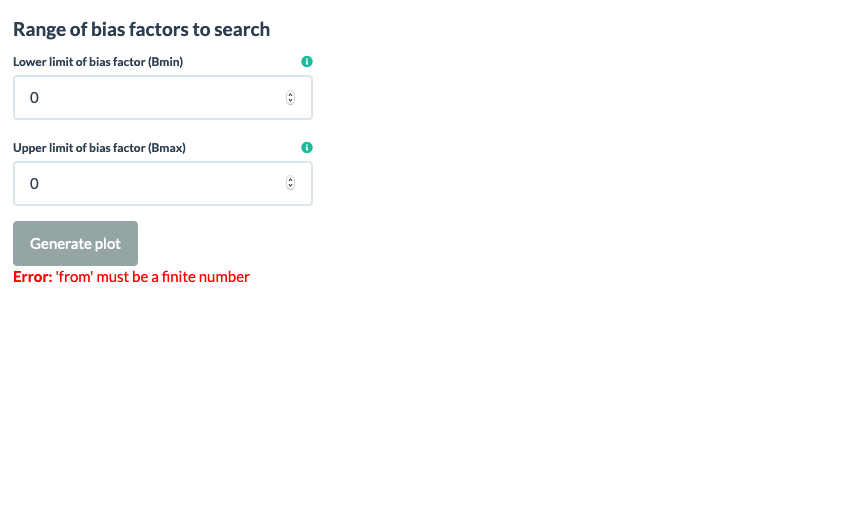 Range of bias factors to search
Lower limit of bias factor (Bmin)
0
Upper limit of bias factor (Bmax)
0
Generate plot
Error: 'from' must be a finite number